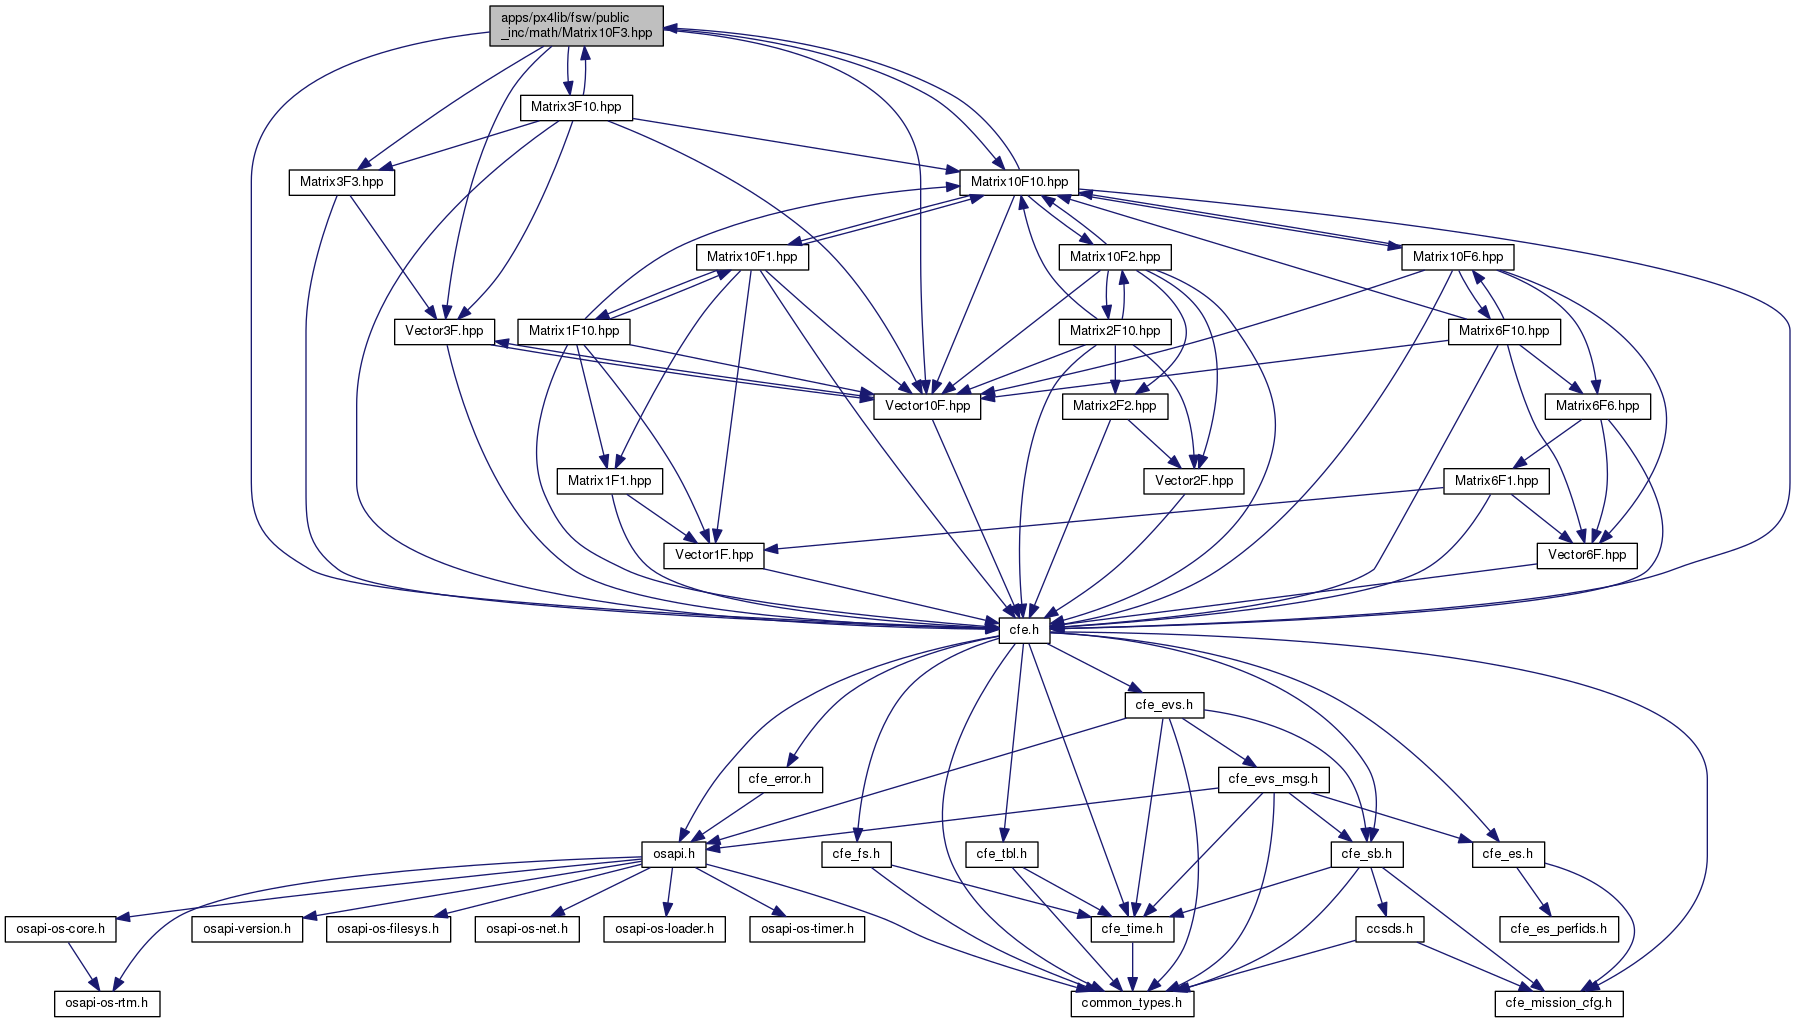 apps/px4lib/fsw/public
_inc/math/Matrix10F3.hpp
Matrix3F10.hpp
Matrix3F3.hpp
Matrix10F10.hpp
Matrix10F1.hpp
Matrix10F2.hpp
Matrix10F6.hpp
Vector3F.hpp
Matrix1F10.hpp
Matrix2F10.hpp
Matrix6F10.hpp
Vector10F.hpp
Matrix2F2.hpp
Matrix6F6.hpp
Matrix1F1.hpp
Vector2F.hpp
Matrix6F1.hpp
Vector1F.hpp
Vector6F.hpp
cfe.h
cfe_evs.h
cfe_error.h
cfe_evs_msg.h
osapi.h
cfe_fs.h
cfe_tbl.h
cfe_sb.h
cfe_es.h
osapi-os-core.h
osapi-version.h
osapi-os-filesys.h
osapi-os-net.h
osapi-os-loader.h
osapi-os-timer.h
cfe_time.h
ccsds.h
cfe_es_perfids.h
osapi-os-rtm.h
common_types.h
cfe_mission_cfg.h